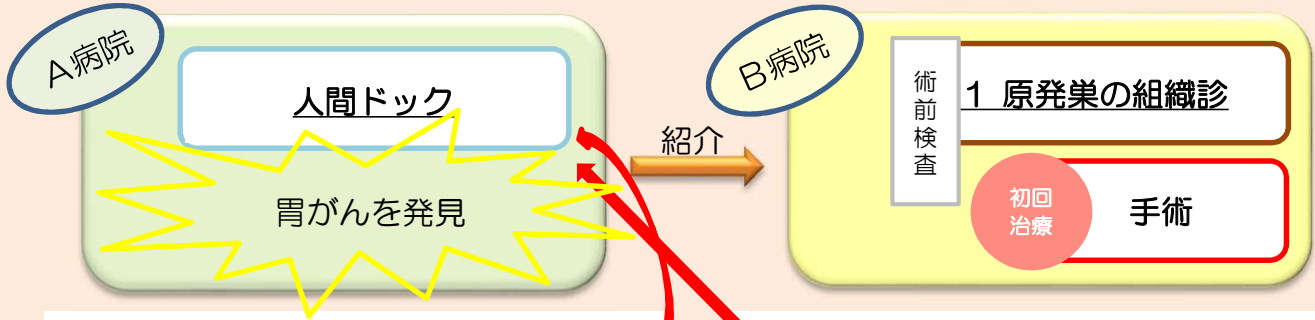 A病院
人間ドック
胃がんを発見
紹介
B病院
術前検査
1 原発巣の組織診
初回
治療
手術